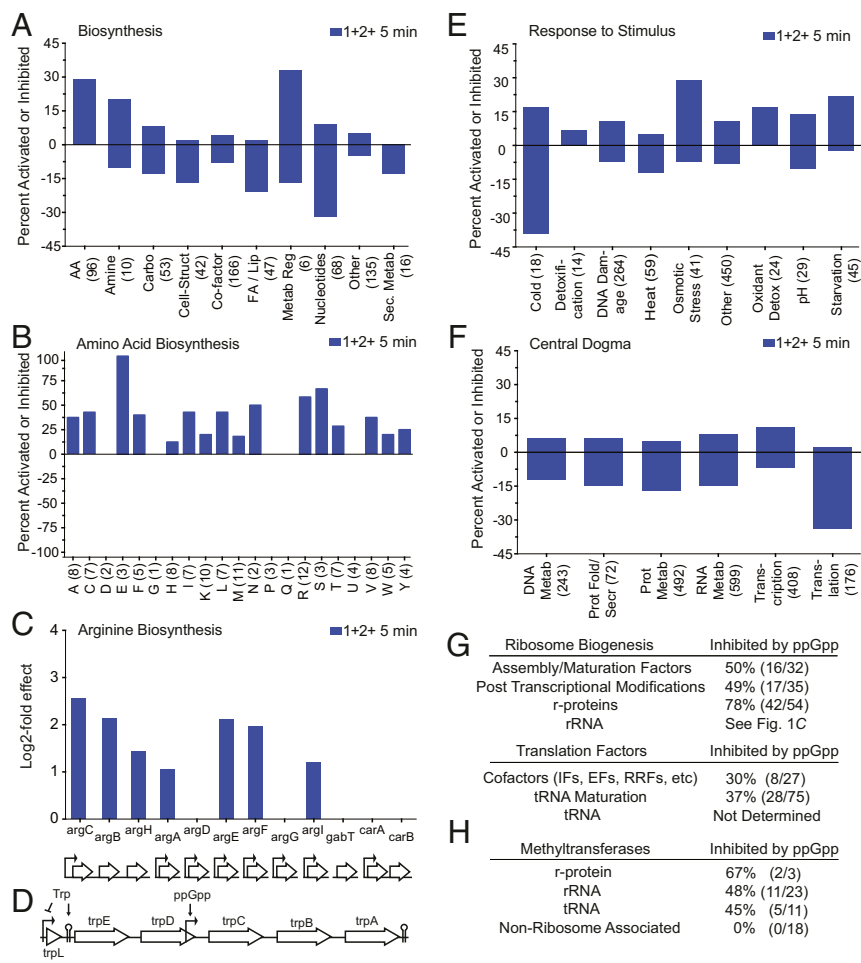 A
Biosynthesis
1+2+ 5 min
Percent Activated or Inhibited
45
30
15
0
-15
-30
-45
AA (96)
Amine (10)
Carbo (53)
Cell-Struct (42)
Co-factor (166)
FA / Lip (47)
Metab Reg (6)
Nucleotides (68)
Other (135)
Sec. Metab (16)
B
Amino Acid Biosynthesis
1+2+ 5 min
Percent Activated or Inhibited
100
75
50
25
0
-25
-50
-75
-100
A (8)
C (7)
D (2)
E (3)
F (5)
G (1)
H (8)
I (7)
K (10)
L (7)
M (11)
N (2)
P (3)
Q (1)
R (12)
S (3)
T (7)
U (4)
V (8)
W (5)
Y (4)
C
Arginine Biosynthesis
1+2+ 5 min
Log2-fold effect
4
3
2
1
0
argC
argB
argH
argA
argD
argE
argF
argG
argI
gabT
carA
carB
D
Trp
ppGpp
trpL
trpE
trpD
trpC
trpB
trpA
E
Response to Stimulus
1+2+ 5 min
Percent Activated or Inhibited
45
30
15
0
-15
-30
-45
Cold (18)
Detoxifi-
cation (14)
DNA Dam-
age (264)
Heat (59)
Osmotic
Stress (41)
Other (450)
Oxidant
Detox (24)
pH (29)
Starvation
(45)
F
Central Dogma
1+2+ 5 min
Percent Activated or Inhibited
45
30
15
0
-15
-30
-45
DNA
Metab
(243)
Prot Fold/
Secr (72)
Prot
Metab
(492)
RNA
Metab
(599)
Trans-
cription
(408)
Trans-
lation
(176)
G
Ribosome Biogenesis Inhibited by ppGpp
Assembly/Maturation Factors 50% (16/32)
Post Transcriptional Modifications 49% (17/35)
r-proteins 78% (42/54)
rRNA See Fig. 1C
Translation Factors Inhibited by ppGpp
Cofactors (IFs, EFs, RRFs, etc) 30% (8/27)
tRNA Maturation 37% (28/75)
tRNA Not Determined
H
Methyltransferases Inhibited by ppGpp
r-protein 67% (2/3)
rRNA 48% (11/23)
tRNA 45% (5/11)
Non-Ribosome Associated 0% (0/18)